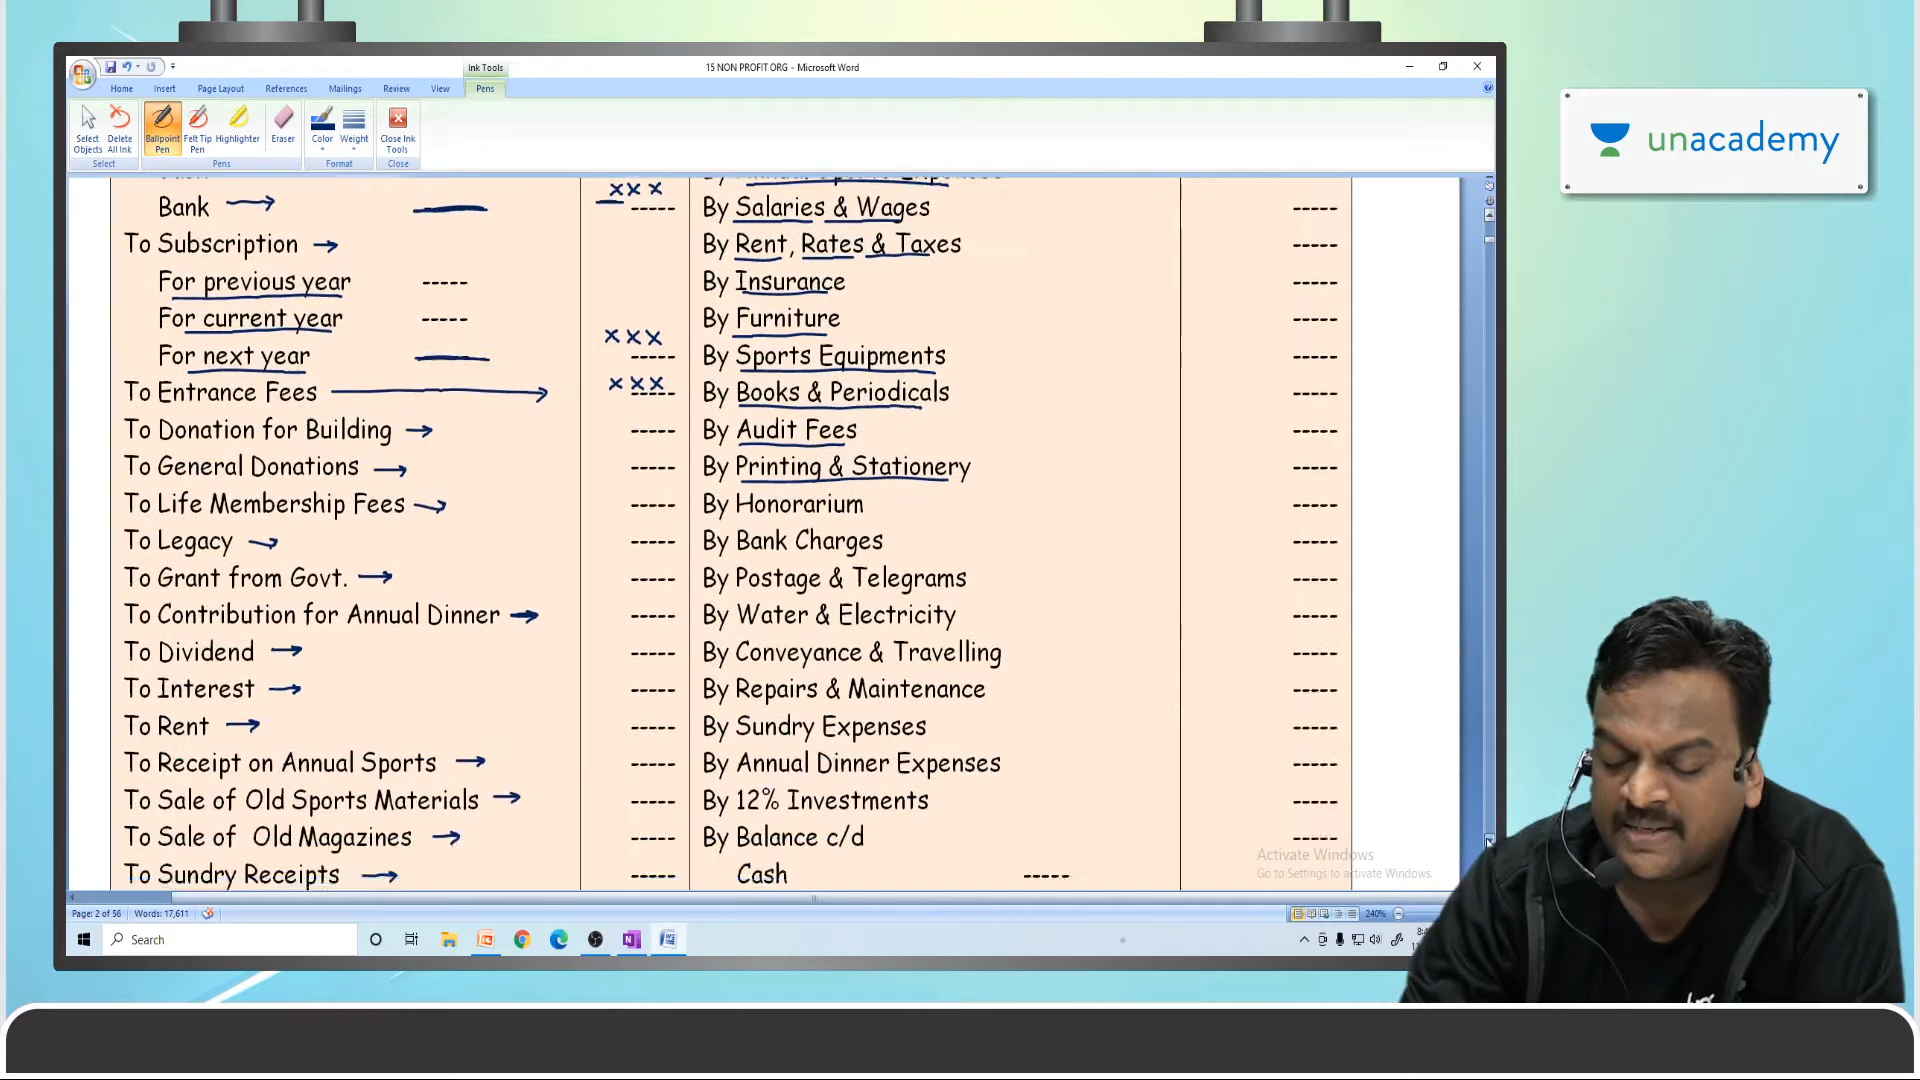 Ink Tools
15 NON PROFIT ORG - Microsoft Word
Home Insert Page Layout References Mailings Review View Pens
Select Objects
Delete All Ink
Ballpoint Pen
Felt Tip Pen
Highlighter
Eraser
Color
Weight
Close Ink Tools
Select Pens Format Close
unacademy
xxx
Bank ----- By Salaries & Wages -----
To Subscription By Rent, Rates & Taxes -----
For previous year ----- By Insurance -----
For current year ----- By Furniture -----
xxx
For next year ----- By Sports Equipments -----
xxx
To Entrance Fees ----- By Books & Periodicals -----
To Donation for Building ----- By Audit Fees -----
To General Donations ----- By Printing & Stationery -----
To Life Membership Fees ----- By Honorarium -----
To Legacy ----- By Bank Charges -----
To Grant from Govt. ----- By Postage & Telegrams -----
To Contribution for Annual Dinner ----- By Water & Electricity -----
To Dividend ----- By Conveyance & Travelling -----
To Interest ----- By Repairs & Maintenance -----
To Rent ----- By Sundry Expenses -----
To Receipt on Annual Sports ----- By Annual Dinner Expenses -----
To Sale of Old Sports Materials ----- By 12% Investments -----
To Sale of Old Magazines ----- By Balance c/d -----
To Sundry Receipts ----- Cash -----
Activate Windows
Go to Settings to activate Windows.
Page: 2 of 56 Words: 17,611 240%
Search